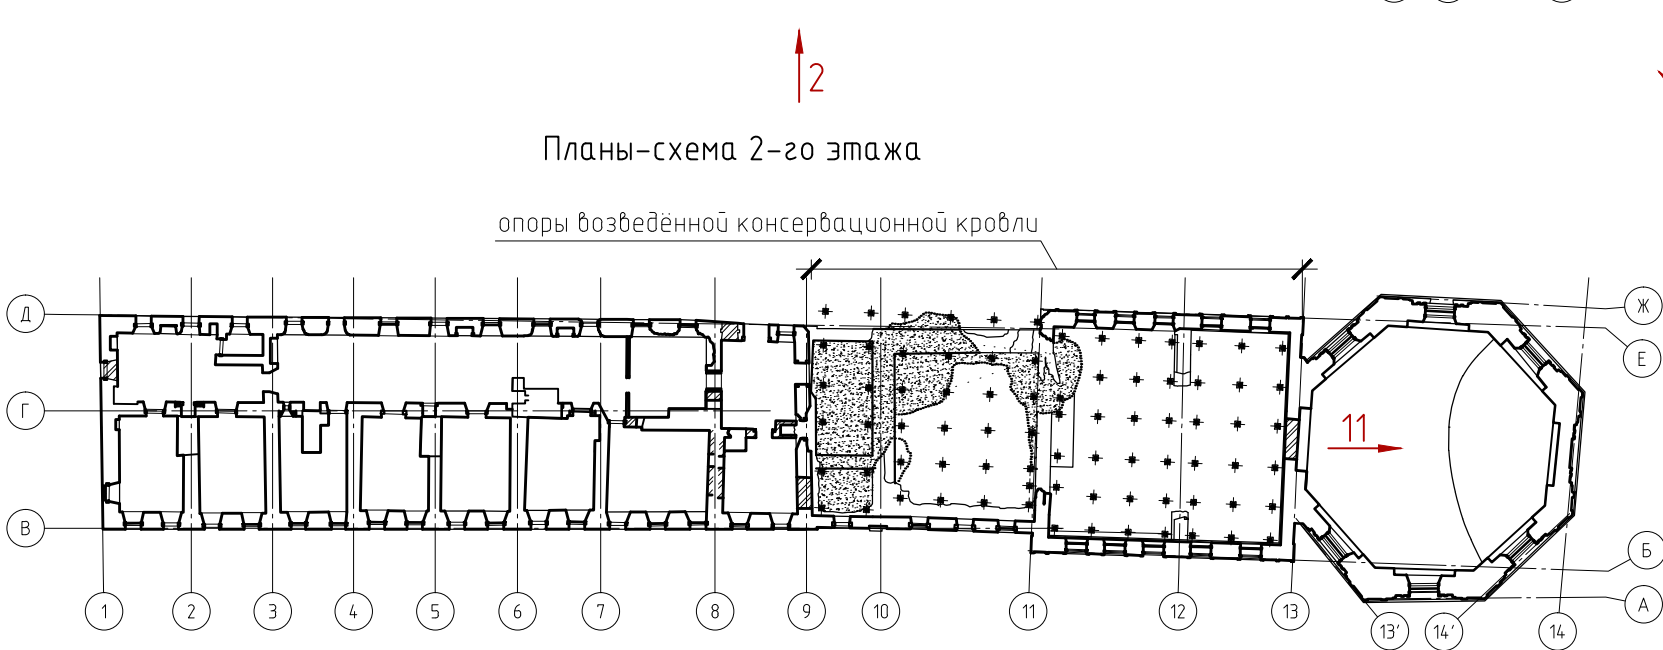 2
Планы-схема 2-го этажа
опоры возведённой консервационной кровли
Д
Ж
Е
Г
11
В
Б
А
1 2 3 4 5 6 7 8 9 10 11 12 13
13' 14' 14